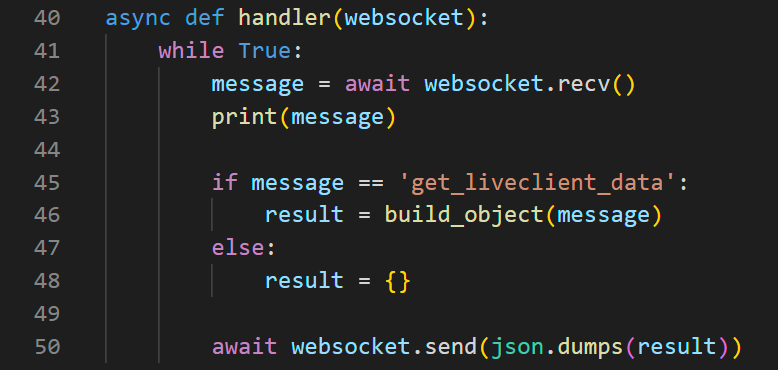 40 async def handler(websocket):
41     while True:
42         message = await websocket.recv()
43         print(message)
44
45         if message == 'get_liveclient_data':
46             result = build_object(message)
47         else:
48             result = {}
49
50         await websocket.send(json.dumps(result))